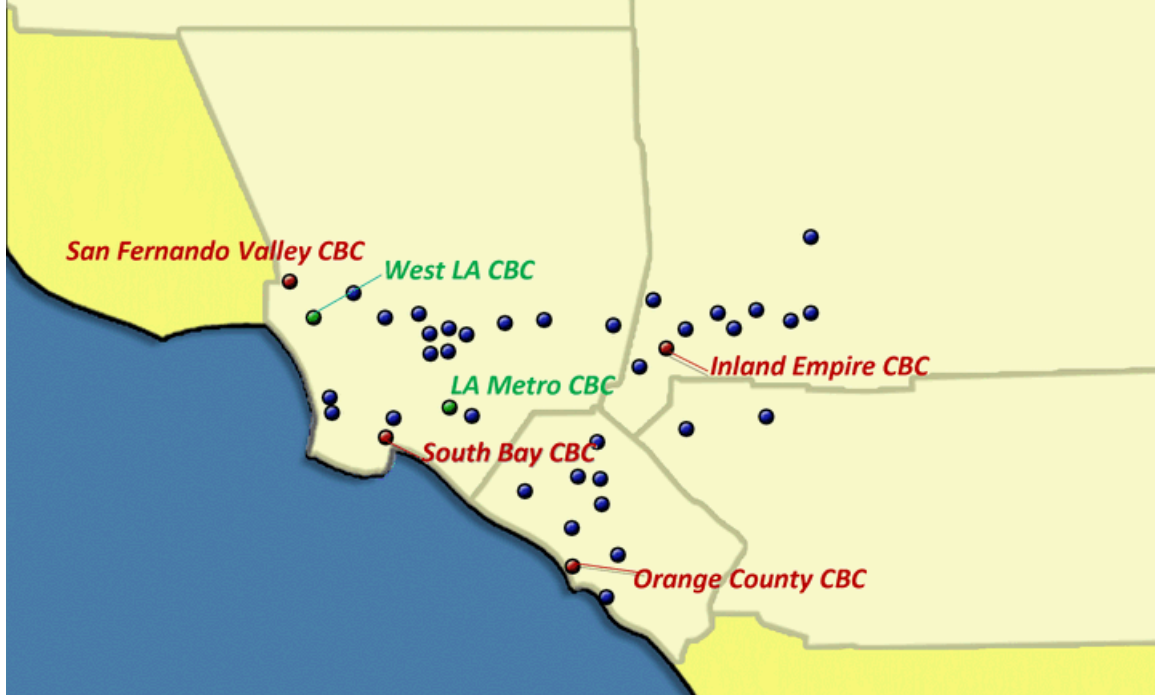 San Fernando Valley CBC
West LA CBC
Inland Empire CBC
LA Metro CBC
South Bay CBC
Orange County CBC